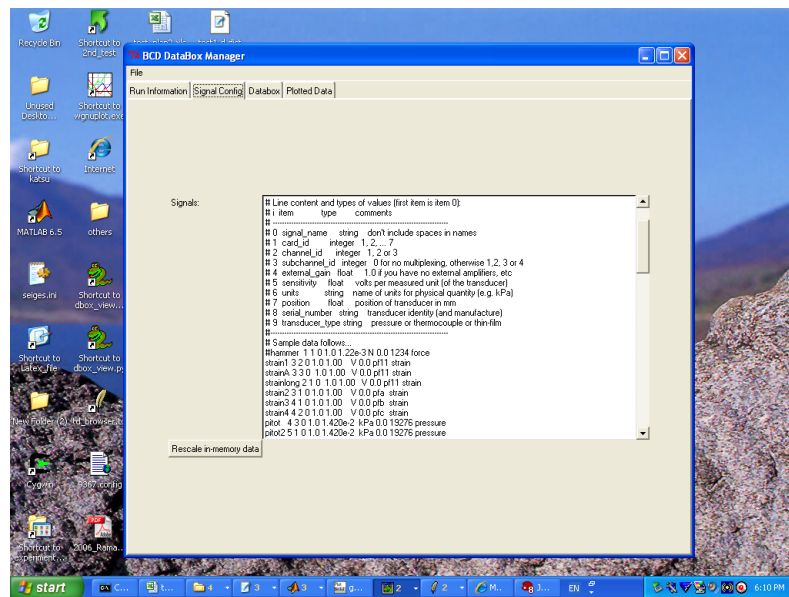 Recycle Bin
Shortcut to 2nd_test
BCD DataBox Manager
File
Run Information
Signal Config
Databox
Plotted Data
Unused Deskto...
Shortcut to wgnuplot.exe
Shortcut to katsu
Internet
MATLAB 6.5
others
seiges.ini
Shortcut to dbox_view...
Shortcut to Latex_file
Shortcut to dbox_view.py
New Folder (2)
td_browser.t
Cygwin
9367.config
Shortcut to experiment...
2006_Rama...
Signals:
# Line content and types of values (first item is item 0):
# i item type comments
# ----------------------------------------------------------------
# 0 signal_name string don't include spaces in names
# 1 card_id integer 1, 2, ... 7
# 2 channel_id integer 1, 2 or 3
# 3 subchannel_id integer 0 for no multiplexing, otherwise 1,2, 3 or 4
# 4 external_gain float 1.0 if you have no external amplifiers, etc
# 5 sensitivity float volts per measured unit (of the transducer)
# 6 units string name of units for physical quantity (e.g. kPa)
# 7 position float position of transducer in mm
# 8 serial_number string transducer identity (and manufacture)
# 9 transducer_type string pressure or thermocouple or thin-film
#----------------------------------------------------------------
# Sample data follows...
#hammer 1 1 0 1.0 1.22e-3 N 0.0 1234 force
strain1 3 2 0 1.0 1.00 V 0.0 pf11 strain
strainA 3 3 0 1.0 1.00 V 0.0 pf11 strain
strainlong 2 1 0 1.0 1.00 V 0.0 pf11 strain
strain2 3 1 0 1.0 1.00 V 0.0 pfa strain
strain3 4 1 0 1.0 1.00 V 0.0 pfb strain
strain4 4 2 0 1.0 1.00 V 0.0 pfc strain
pitot 4 3 0 1.0 1.420e-2 kPa 0.0 19276 pressure
pitot2 5 1 0 1.0 1.420e-2 kPa 0.0 19276 pressure
Rescale in-memory data
start
C...
t...
4
3
3
g...
2
2
M..
J...
EN
6:10 PM